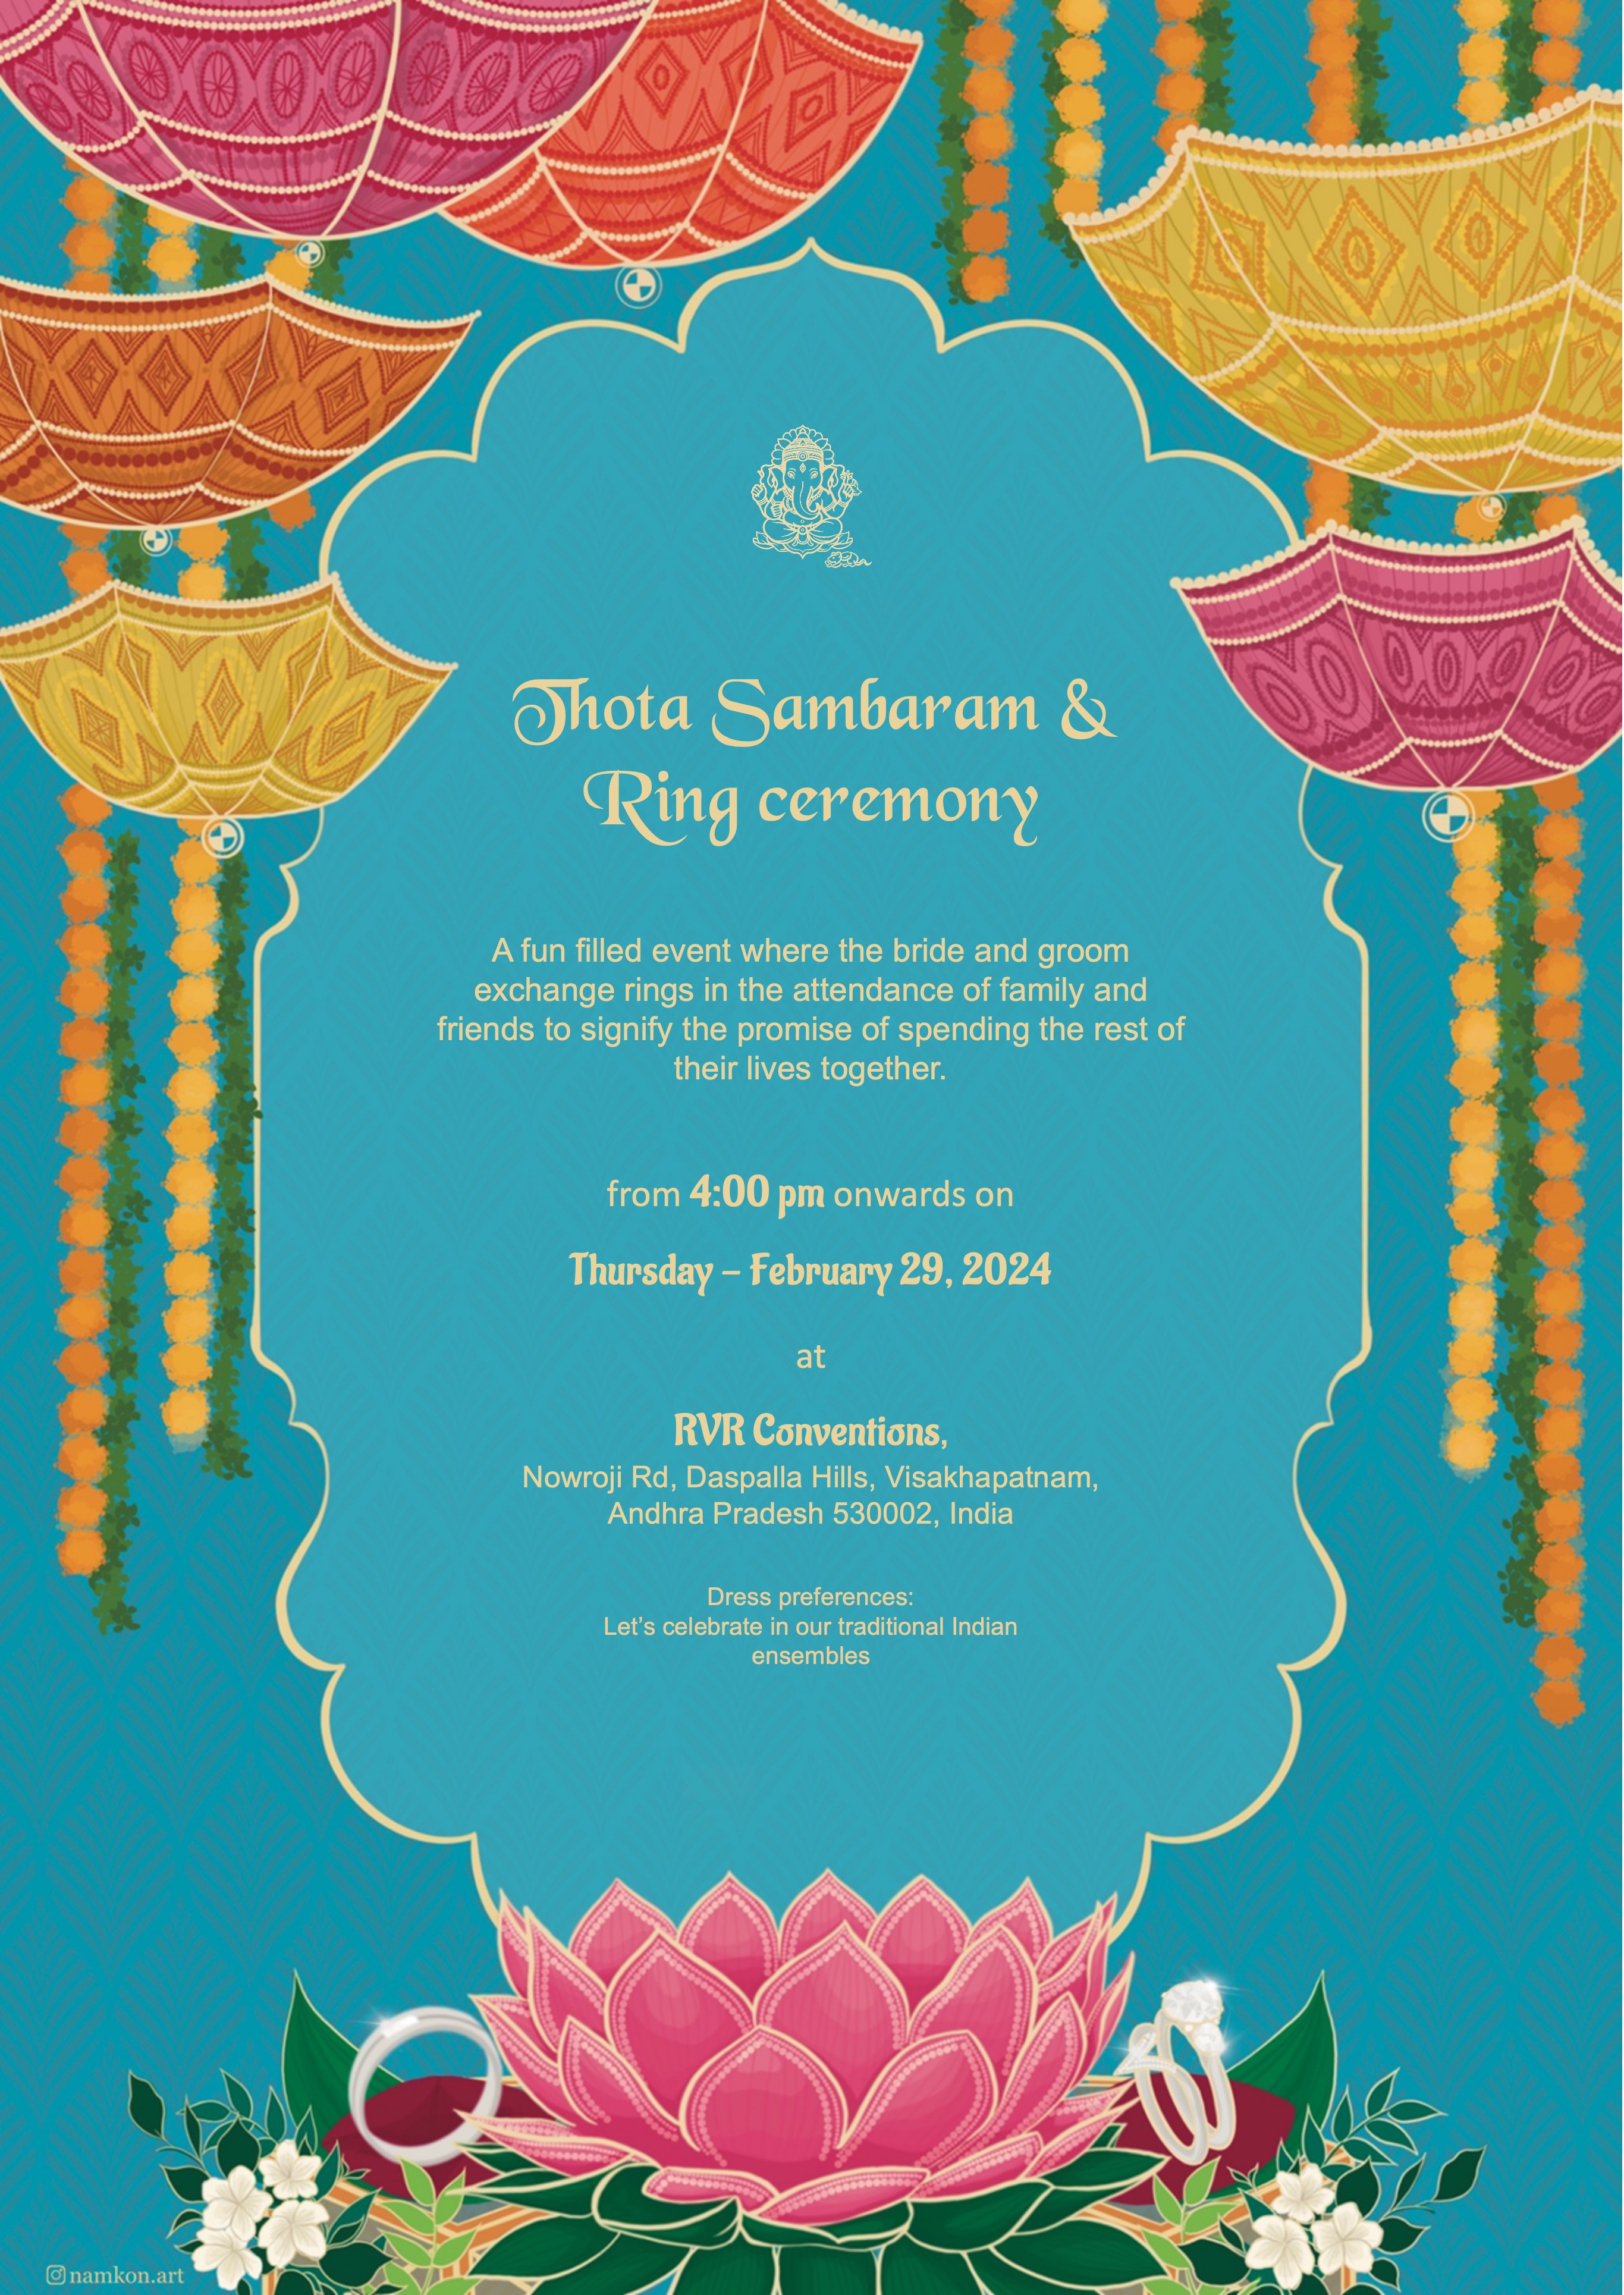 Thota Sambaram &
Ring ceremony
A fun filled event where the bride and groom
exchange rings in the attendance of family and
friends to signify the promise of spending the rest of
their lives together.
from 4:00 pm onwards on
Thursday – February 29, 2024
at
RVR Conventions,
Nowroji Rd, Daspalla Hills, Visakhapatnam,
Andhra Pradesh 530002, India
Dress preferences:
Let’s celebrate in our traditional Indian
ensembles
namkon.art